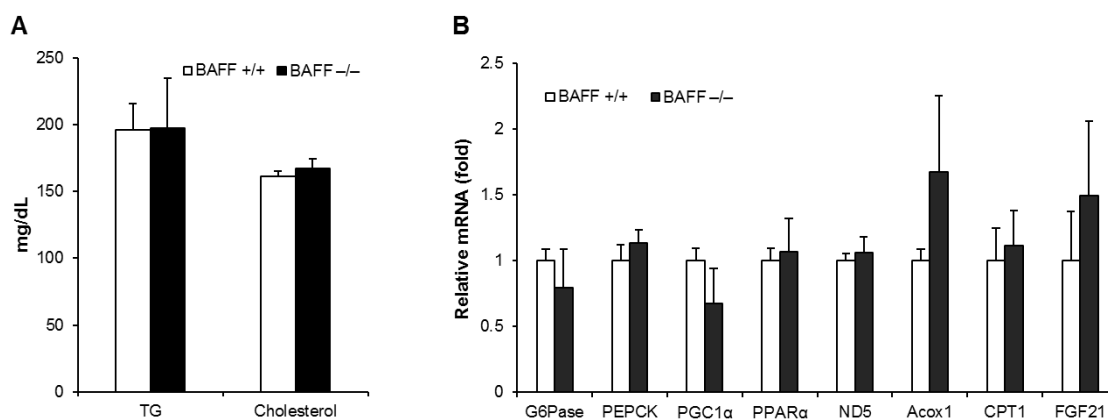 A
250
200
150
100
50
0
mg/dL
BAFF +/+ BAFF –/–
TG Cholesterol
B
2.5
2
1.5
1
0.5
0
Relative mRNA (fold)
BAFF +/+ BAFF –/–
G6Pase PEPCK PGC1α PPARα ND5 Acox1 CPT1 FGF21